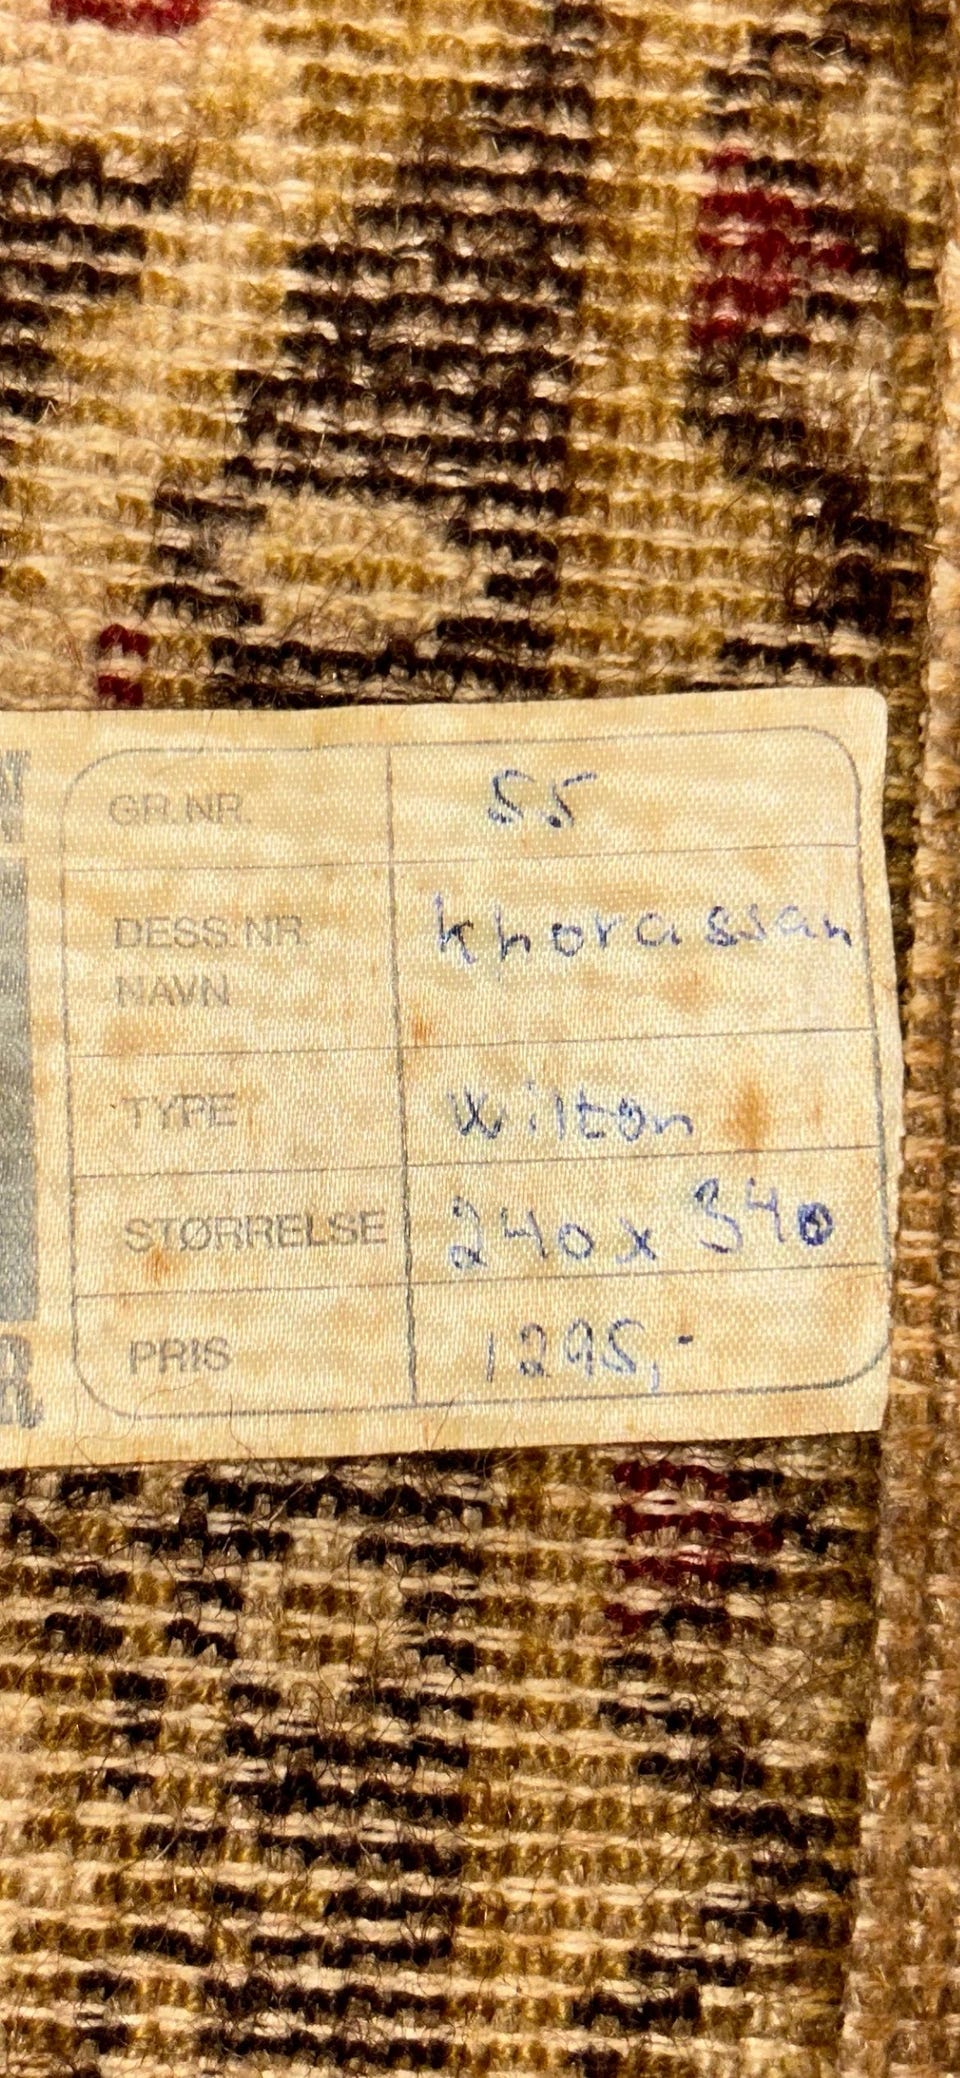 GR.NR. 55
DESS.NR. khorassan
NAVN
TYPE Wilton
STØRRELSE 240 x 340
PRIS 1295,-